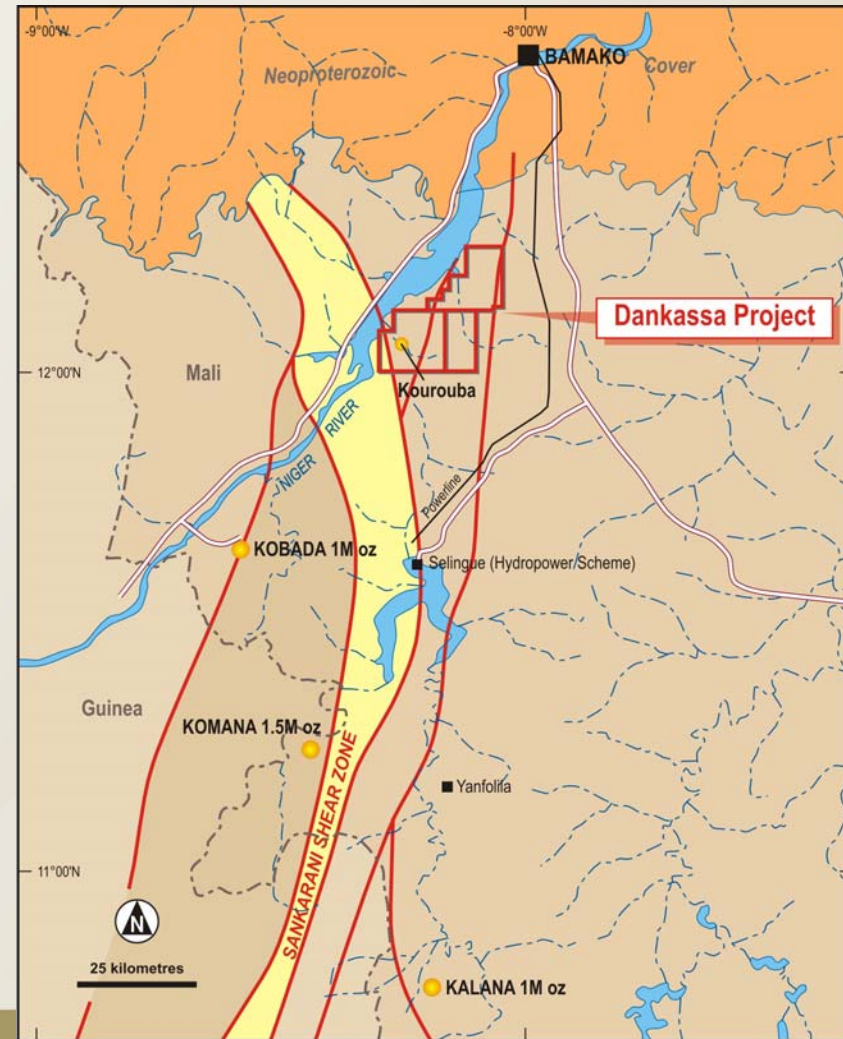 -9°00'W
-8°00'W
BAMAKO
Neoproterozoic
Cover
Dankassa Project
12°00'N
Mali
Kourouba
NIGER RIVER
Powerline
KOBADA 1M oz
Selingue (Hydropower Scheme)
Guinea
KOMANA 1.5M oz
SANKARANI SHEAR ZONE
Yanfolila
11°00'N
N
25 kilometres
KALANA 1M oz